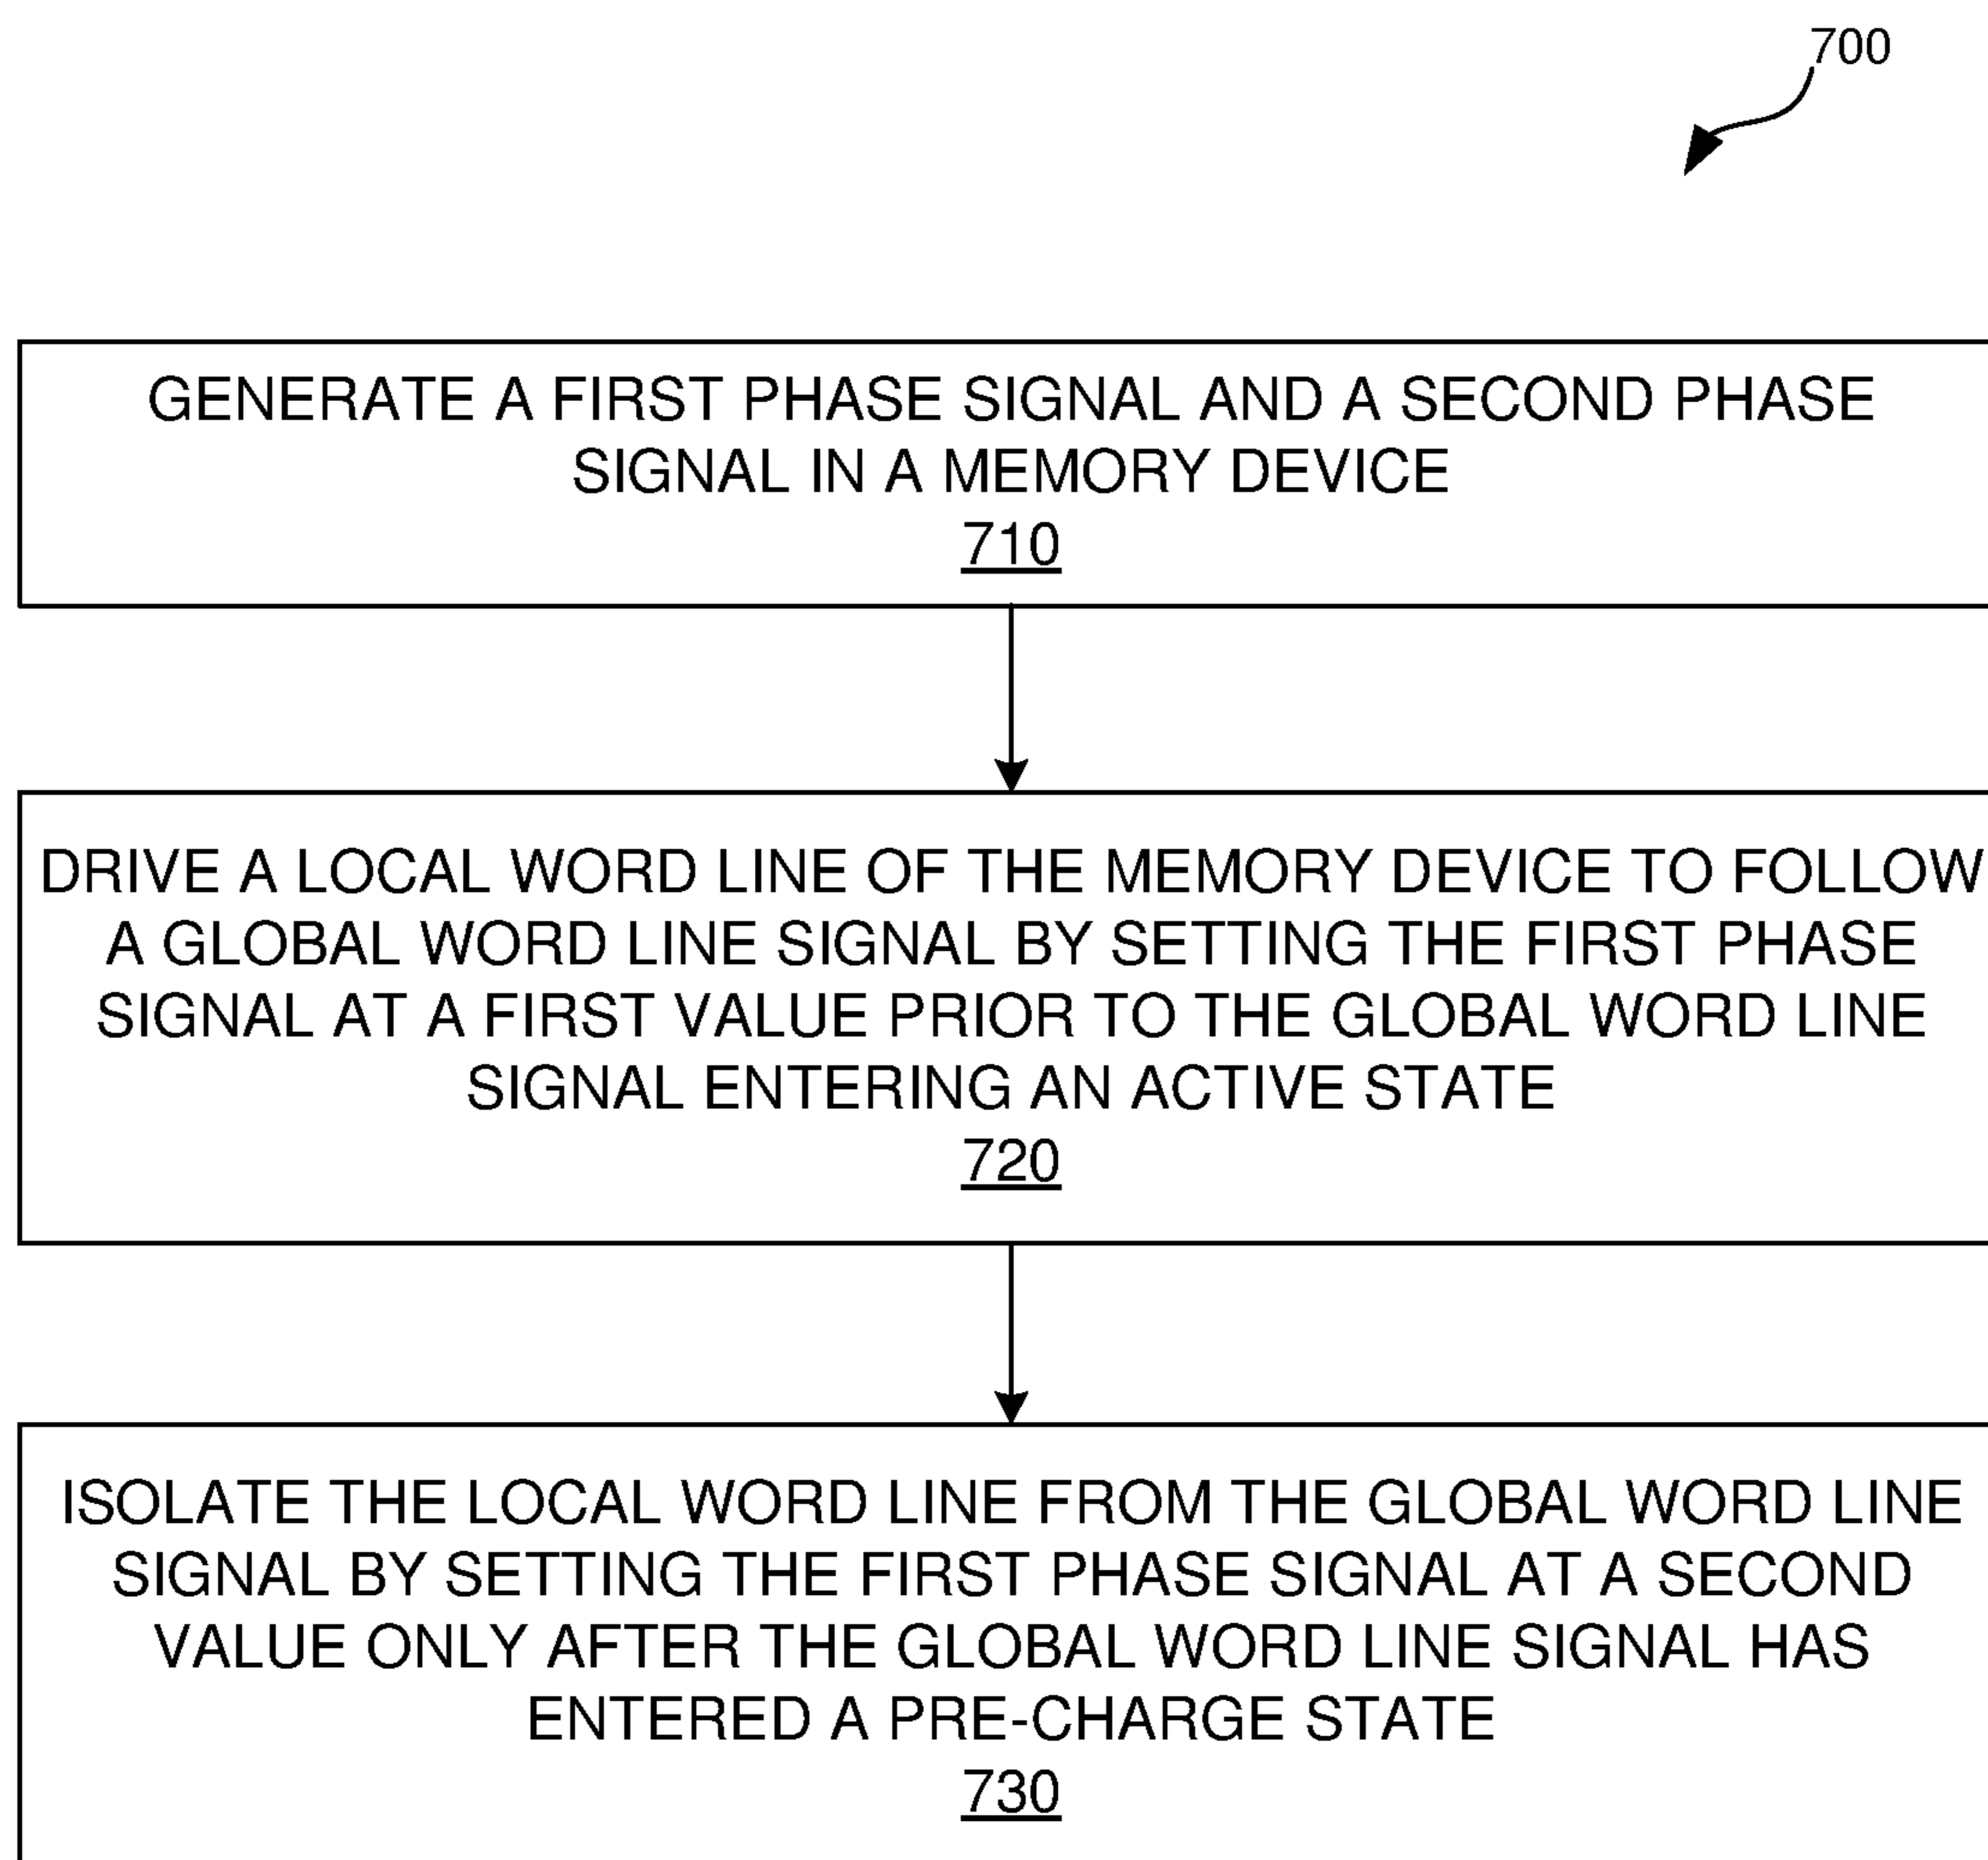 700
GENERATE A FIRST PHASE SIGNAL AND A SECOND PHASE
SIGNAL IN A MEMORY DEVICE
710
DRIVE A LOCAL WORD LINE OF THE MEMORY DEVICE TO FOLLOW
A GLOBAL WORD LINE SIGNAL BY SETTING THE FIRST PHASE
SIGNAL AT A FIRST VALUE PRIOR TO THE GLOBAL WORD LINE
SIGNAL ENTERING AN ACTIVE STATE
720
ISOLATE THE LOCAL WORD LINE FROM THE GLOBAL WORD LINE
SIGNAL BY SETTING THE FIRST PHASE SIGNAL AT A SECOND
VALUE ONLY AFTER THE GLOBAL WORD LINE SIGNAL HAS
ENTERED A PRE-CHARGE STATE
730